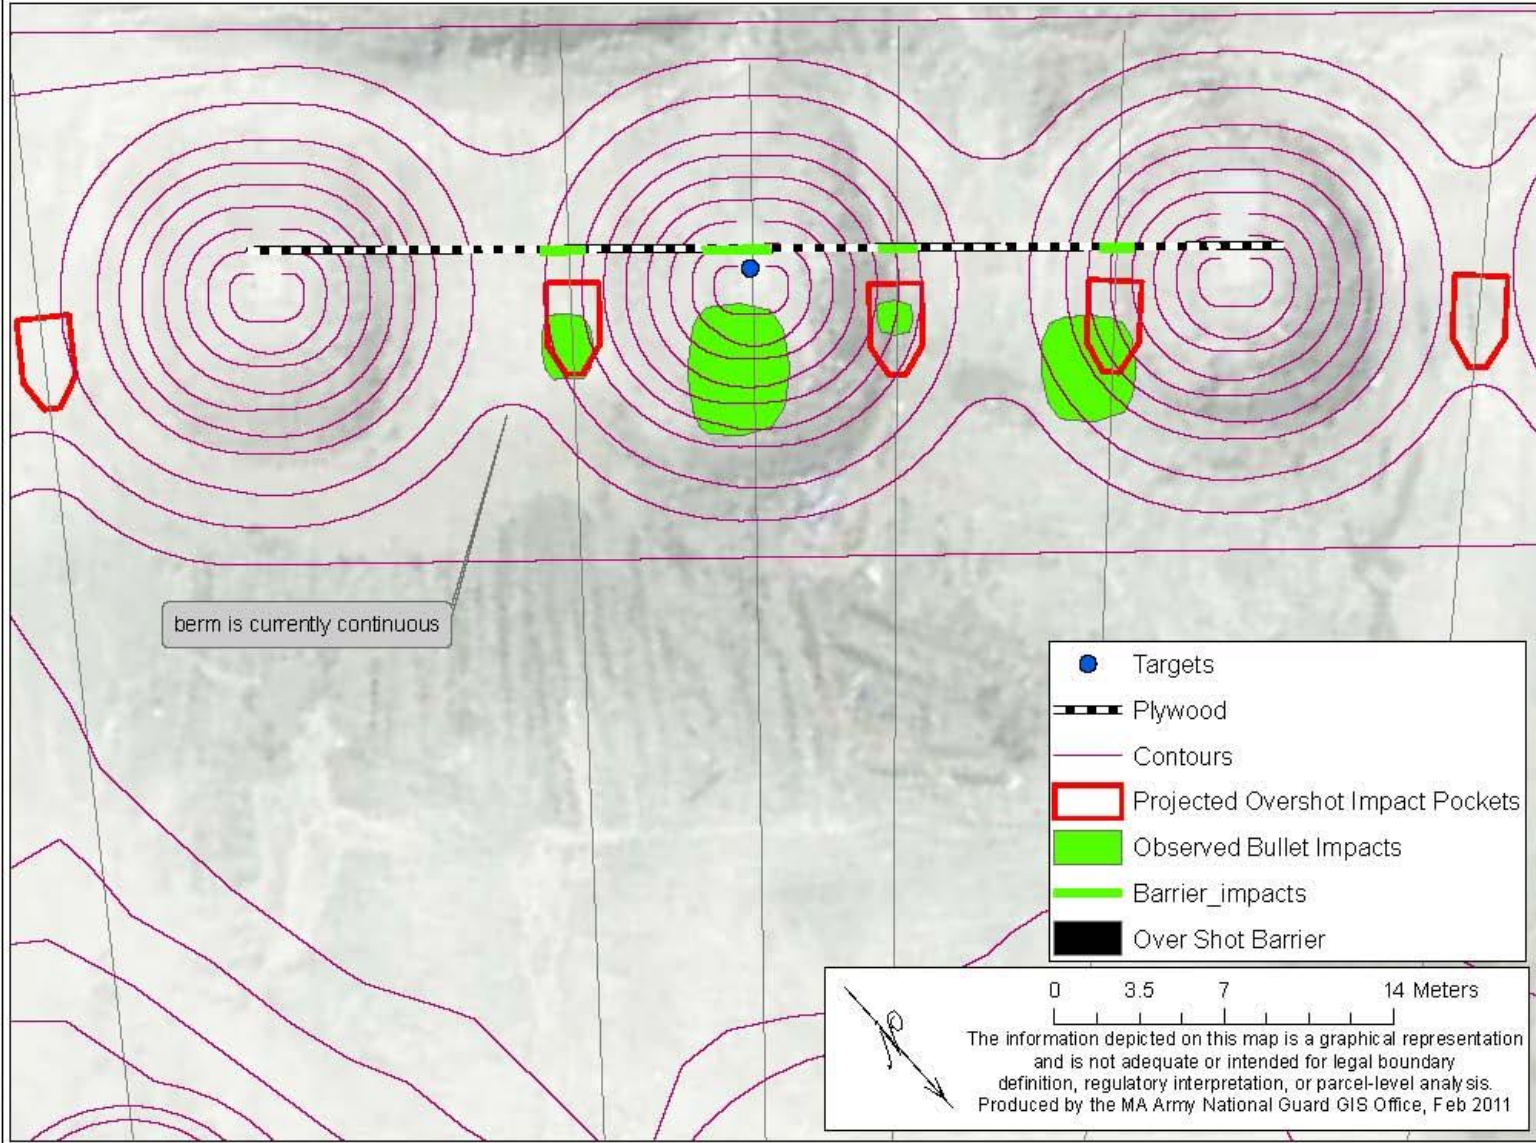 berm is currently continuous
Targets
Plywood
Contours
Projected Overshot Impact Pockets
Observed Bullet Impacts
Barrier_impacts
Over Shot Barrier
0 3.5 7 14 Meters
The information depicted on this map is a graphical representation
and is not adequate or intended for legal boundary
definition, regulatory interpretation, or parcel-level analysis.
Produced by the MA Army National Guard GIS Office, Feb 2011